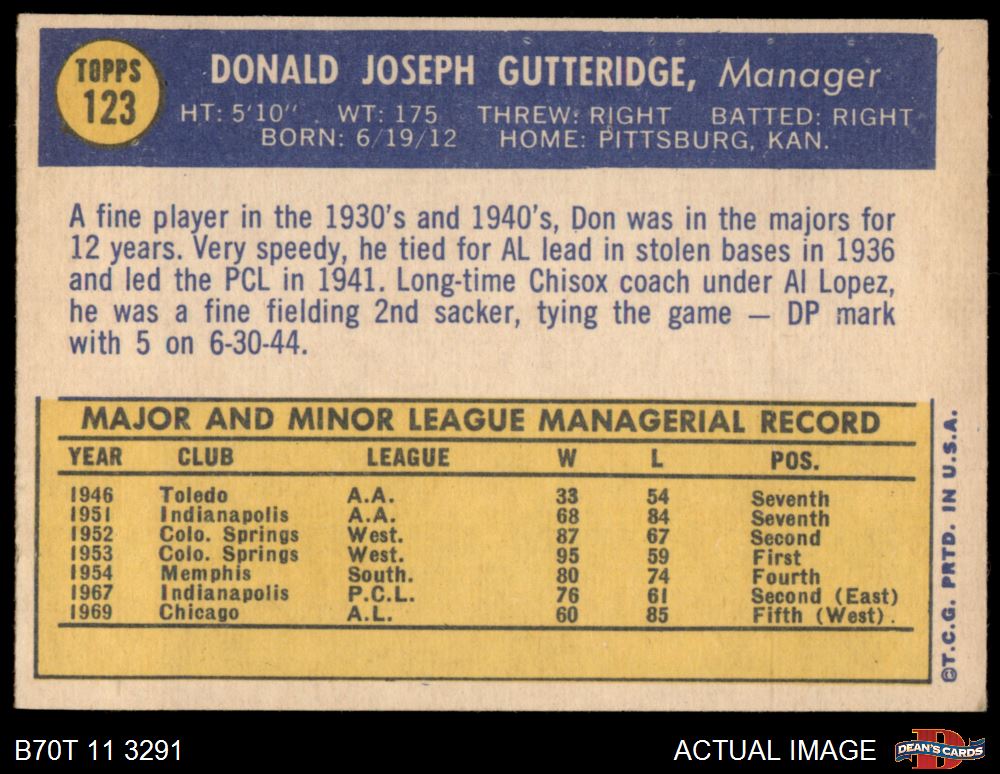 TOPPS
123
DONALD JOSEPH GUTTERIDGE, Manager
HT: 5'10" WT: 175 THREW: RIGHT BATTED: RIGHT
BORN: 6/19/12 HOME: PITTSBURG, KAN.
A fine player in the 1930's and 1940's, Don was in the majors for
12 years. Very speedy, he tied for AL lead in stolen bases in 1936
and led the PCL in 1941. Long-time Chisox coach under Al Lopez,
he was a fine fielding 2nd sacker, tying the game — DP mark
with 5 on 6-30-44.
MAJOR AND MINOR LEAGUE MANAGERIAL RECORD
YEAR CLUB LEAGUE W L POS.
1946 Toledo A.A. 33 54 Seventh
1951 Indianapolis A.A. 68 84 Seventh
1952 Colo. Springs West. 87 67 Second
1953 Colo. Springs West. 95 59 First
1954 Memphis South. 80 74 Fourth
1967 Indianapolis P.C.L. 76 61 Second (East)
1969 Chicago A.L. 60 85 Fifth (West).
©T.C.G. PRTD. IN U.S.A.
B70T 11 3291
ACTUAL IMAGE
DEAN'S CARDS